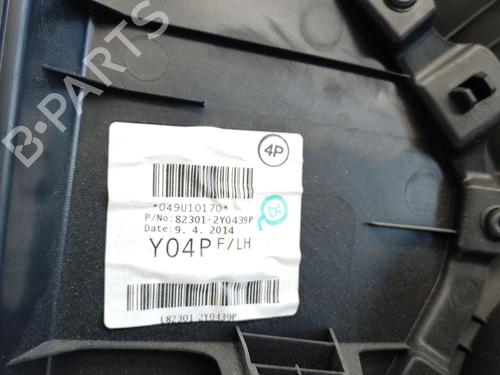 B-PARTS
4P
*049U10170*
P/No: 82301-2Y0439P
Date: 9. 4. 2014
Y04P F/LH
L82301 2Y0439P